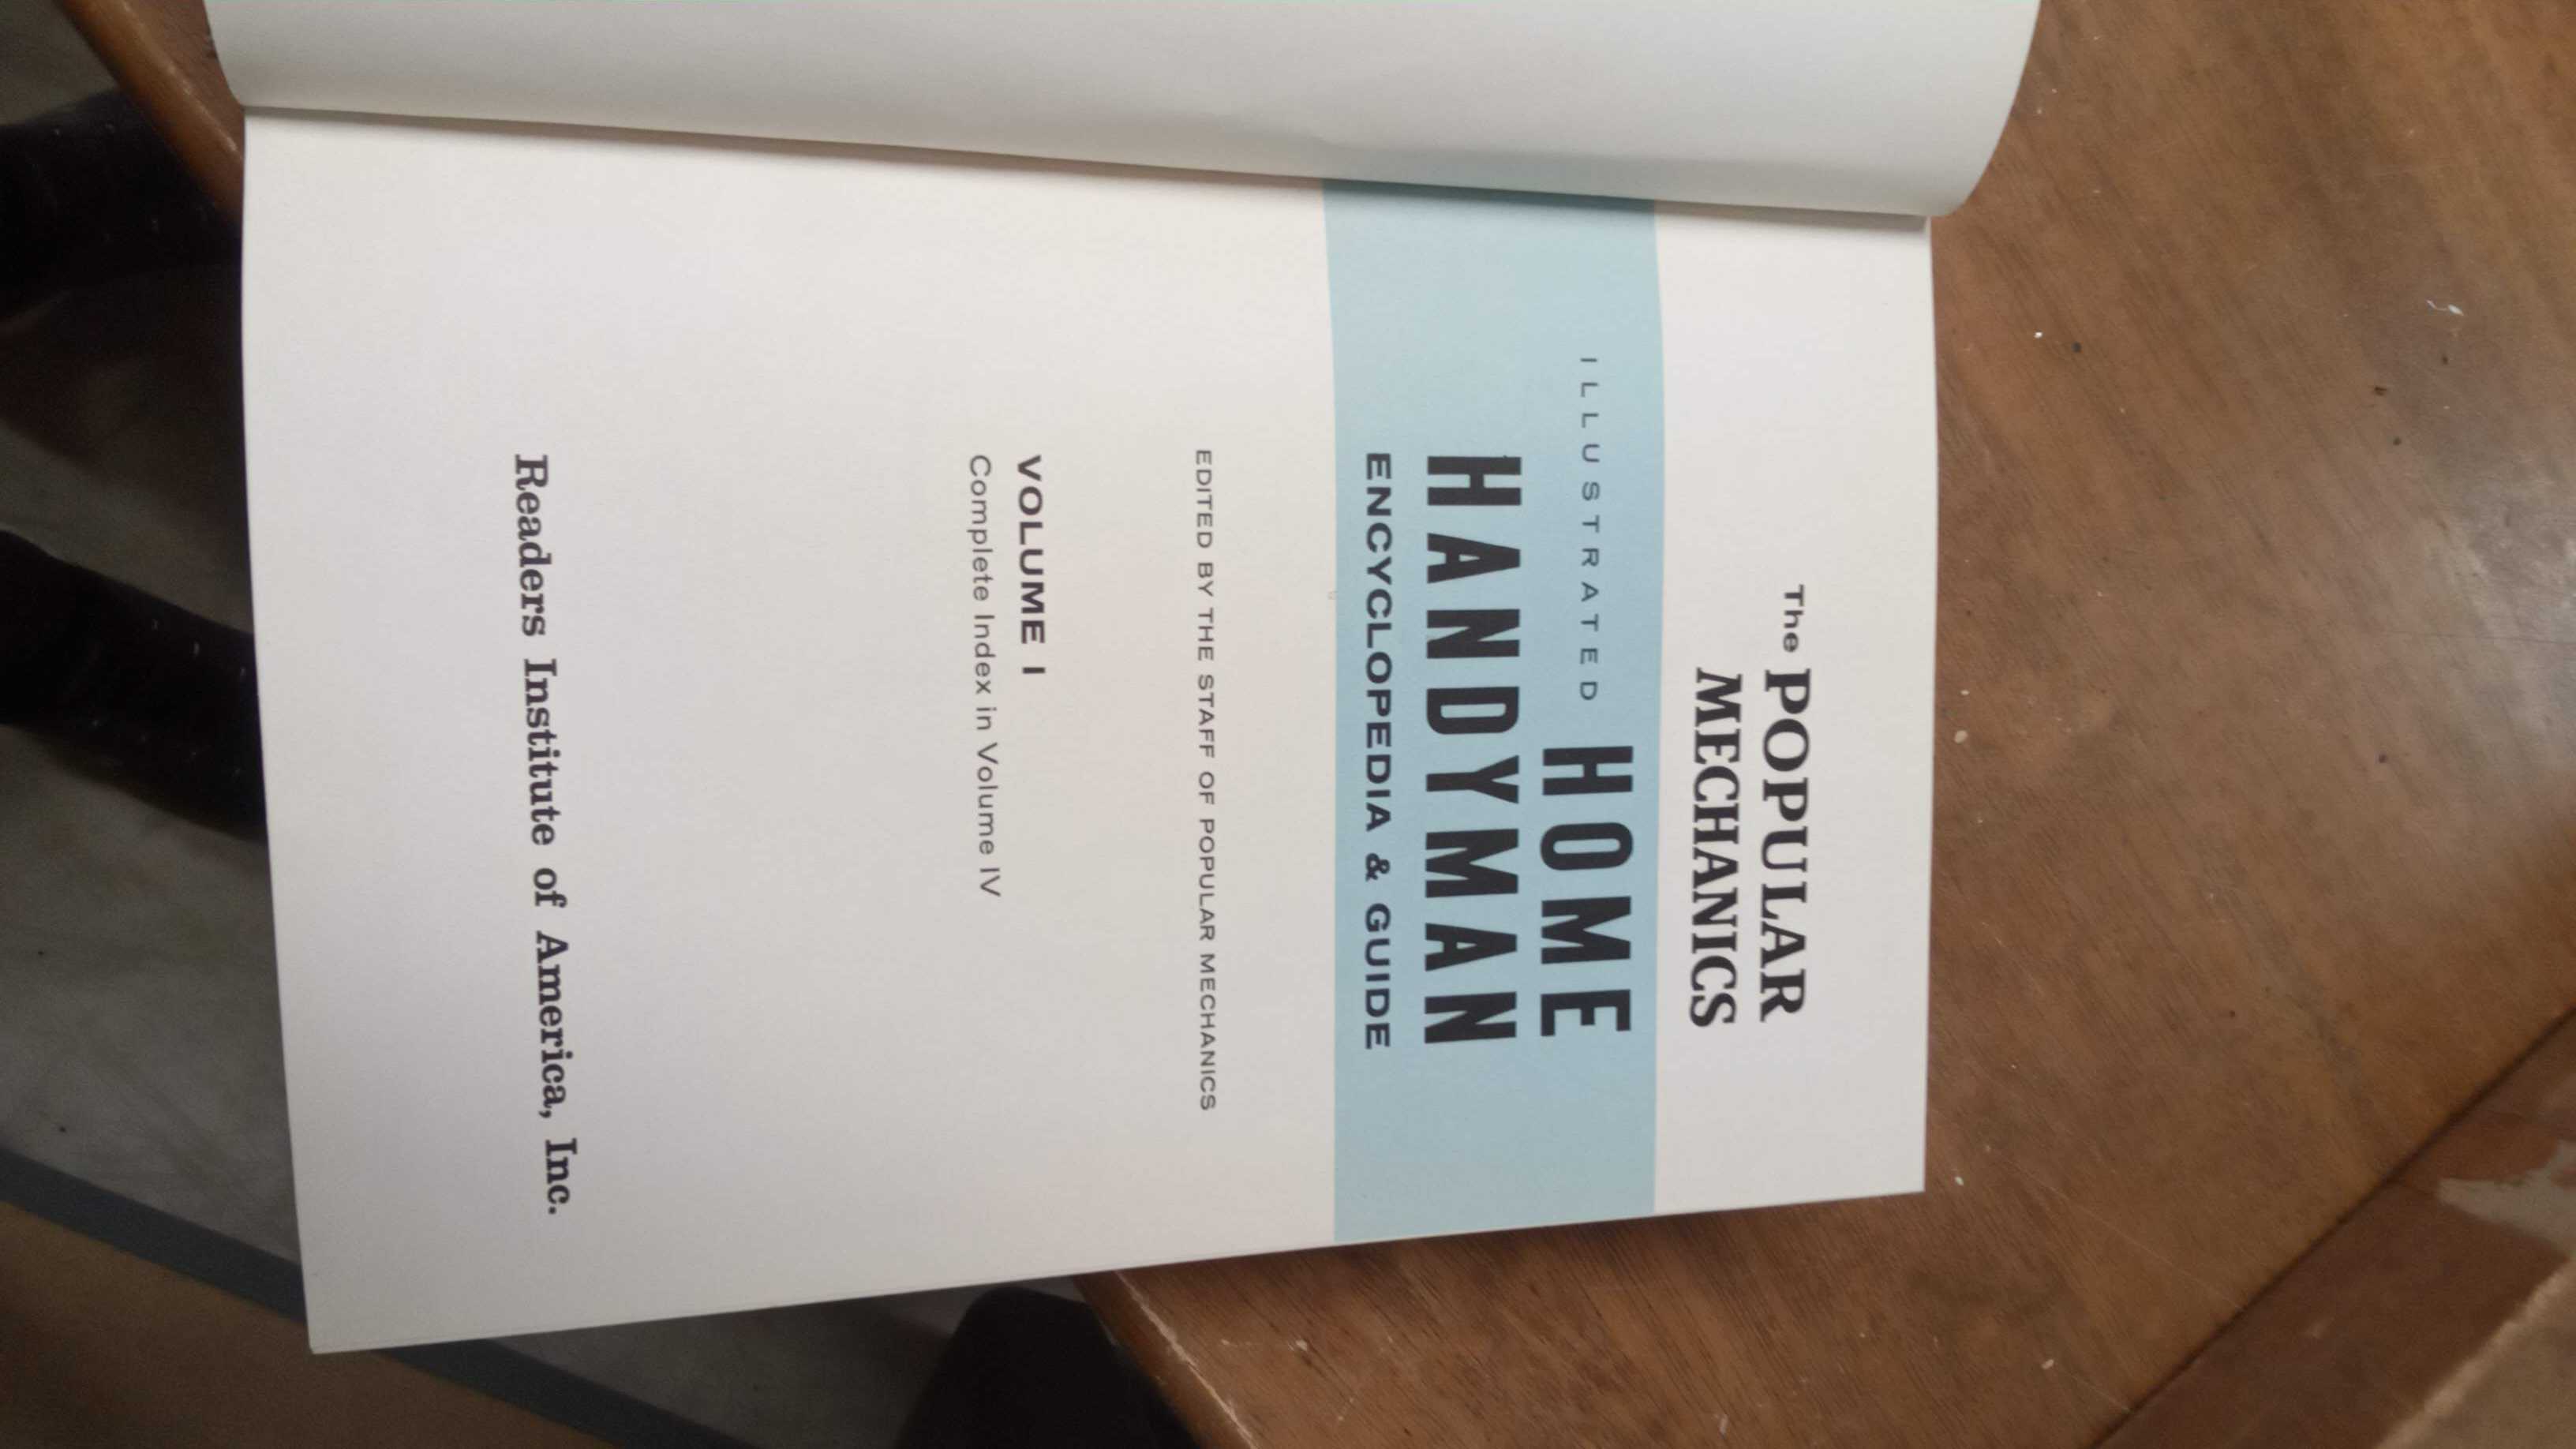 The POPULAR
MECHANICS
ILLUSTRATED HOME
HANDYMAN
ENCYCLOPEDIA & GUIDE
EDITED BY THE STAFF OF POPULAR MECHANICS
VOLUME I
Complete Index in Volume IV
Readers Institute of America, Inc.